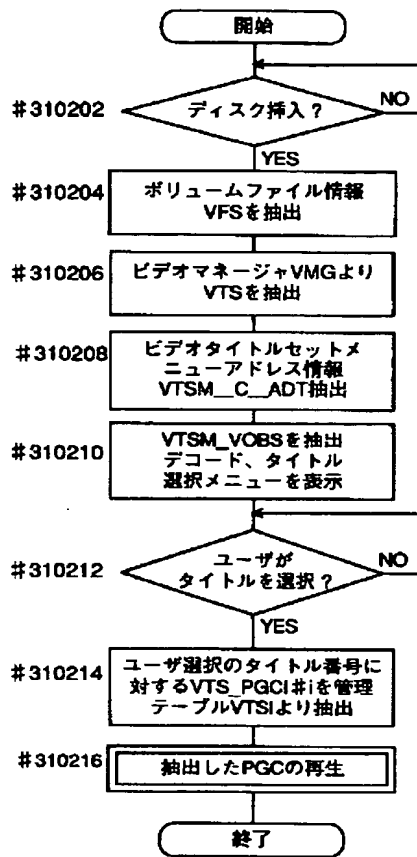 開始
#310202
ディスク挿入?
NO
YES
#310204
ボリュームファイル情報
VFSを抽出
#310206
ビデオマネージャVMGより
VTSを抽出
#310208
ビデオタイトルセットメ
ニューアドレス情報
VTSM__C__ADT抽出
#310210
VTSM_VOBSを抽出
デコード、タイトル
選択メニューを表示
#310212
ユーザが
タイトルを選択?
NO
YES
#310214
ユーザ選択のタイトル番号に
対するVTS_PGCI#iを管理
テーブルVTSIより抽出
#310216
抽出したPGCの再生
終了